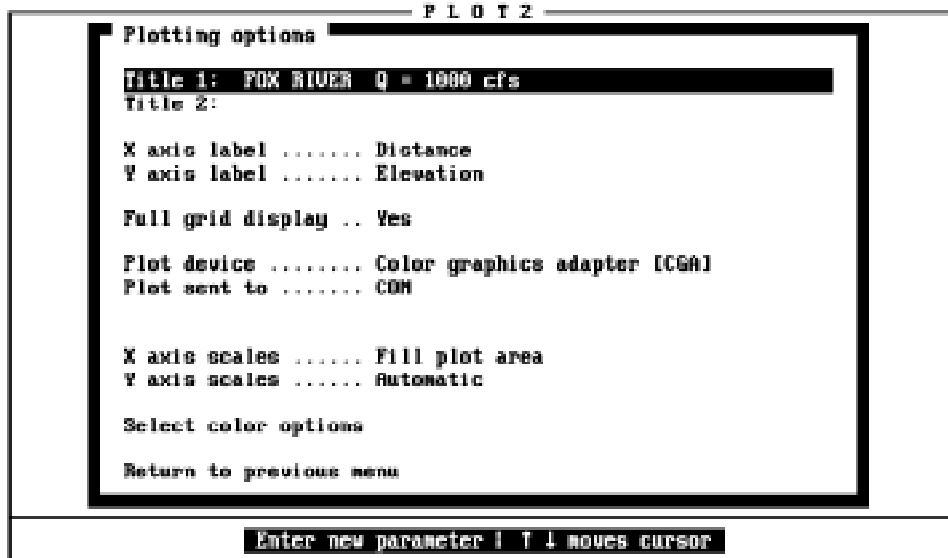 P L O T 2
Plotting options
Title 1: FOX RIVER Q = 1000 cfs
Title 2:
X axis label ....... Distance
Y axis label ....... Elevation
Full grid display .. Yes
Plot device ........ Color graphics adapter [CGA]
Plot sent to ....... CON
X axis scales ...... Fill plot area
Y axis scales ...... Automatic
Select color options
Return to previous menu
Enter new parameter | ↑ ↓ moves cursor